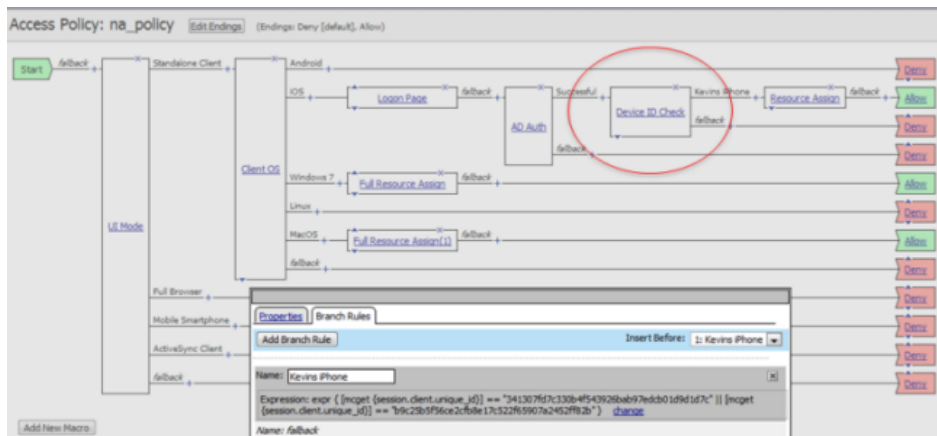 Access Policy: na_policy Edit Endings (Endings: Deny [default], Allow)
Start fallback + Standalone Client + Android + Deny
iOS + Logon Page fallback + Successful + Kevins iPhone + Resource Assign fallback + Allow
Device ID Check
fallback + Deny
AD Auth
fallback + Deny
Client OS
Windows 7 + Full Resource Assign fallback + Allow
Linux + Deny
UI Mode
MacOS + Full Resource Assign(1) fallback + Allow
fallback + Deny
Full Browser + Deny
Properties Branch Rules
Mobile Smartphone + Deny
Add Branch Rule Insert Before: 1: Kevins iPhone
ActiveSync Client + Deny
fallback + Deny
Name: Kevins iPhone
Expression: expr { [mcget {session.client.unique_id}] == "341307fd7c330b4f543926bab97edcb01d9d1d7c" || [mcget
{session.client.unique_id}] == "b9c25b5f56ce2cfb8e17c522f65907a2452ff82b" } change
Add New Macro
Name: fallback